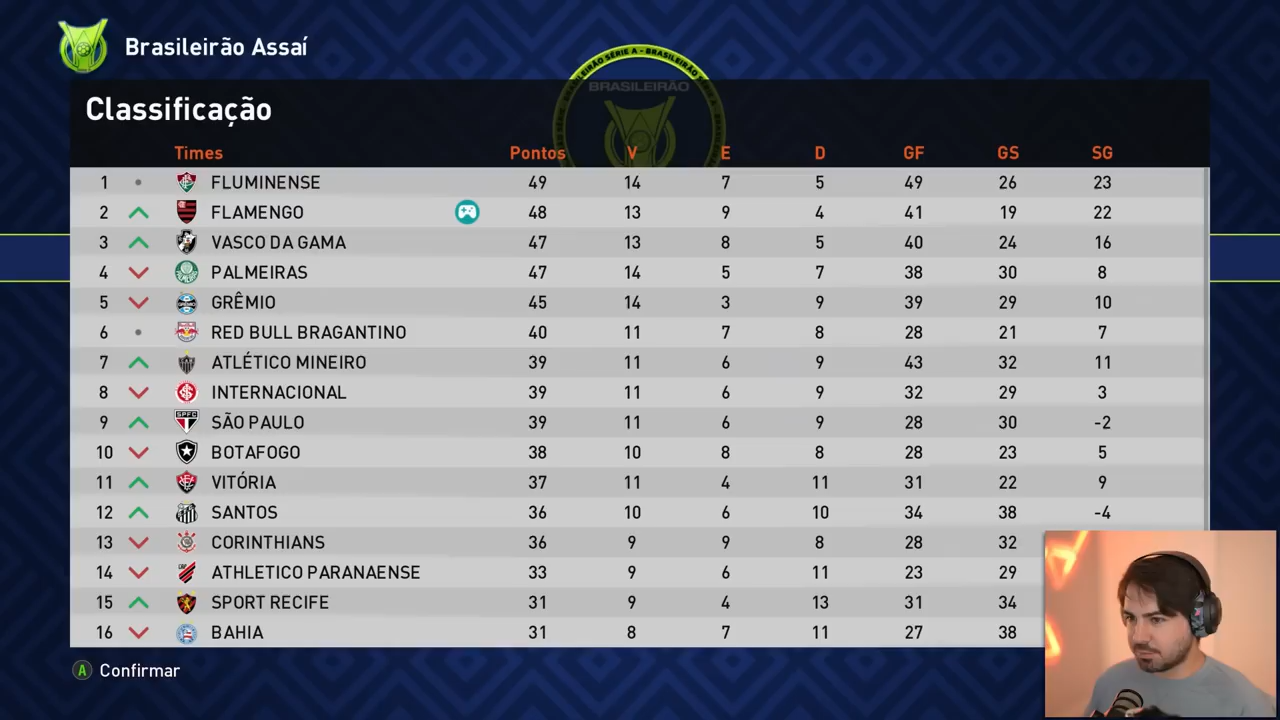 Brasileirão Assaí
BRASILEIRÃO SÉRIE A - BRASILEIRÃO SÉRIE A
BRASILEIRÃO
Classificação
Times Pontos V E D GF GS SG
1 FLUMINENSE 49 14 7 5 49 26 23
2 FLAMENGO 48 13 9 4 41 19 22
3 VASCO DA GAMA 47 13 8 5 40 24 16
4 PALMEIRAS 47 14 5 7 38 30 8
5 GRÊMIO 45 14 3 9 39 29 10
6 RED BULL BRAGANTINO 40 11 7 8 28 21 7
7 ATLÉTICO MINEIRO 39 11 6 9 43 32 11
8 INTERNACIONAL 39 11 6 9 32 29 3
9 SPFC SÃO PAULO 39 11 6 9 28 30 -2
10 BOTAFOGO 38 10 8 8 28 23 5
11 VITÓRIA 37 11 4 11 31 22 9
12 SANTOS 36 10 6 10 34 38 -4
13 CORINTHIANS 36 9 9 8 28 32
14 ATHLETICO PARANAENSE 33 9 6 11 23 29
15 SPORT RECIFE 31 9 4 13 31 34
16 BAHIA 31 8 7 11 27 38
A Confirmar